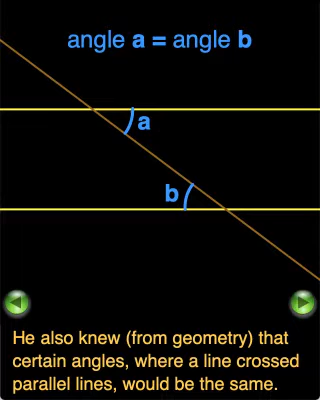 angle a = angle b
a
b
He also knew (from geometry) that
certain angles, where a line crossed
parallel lines, would be the same.